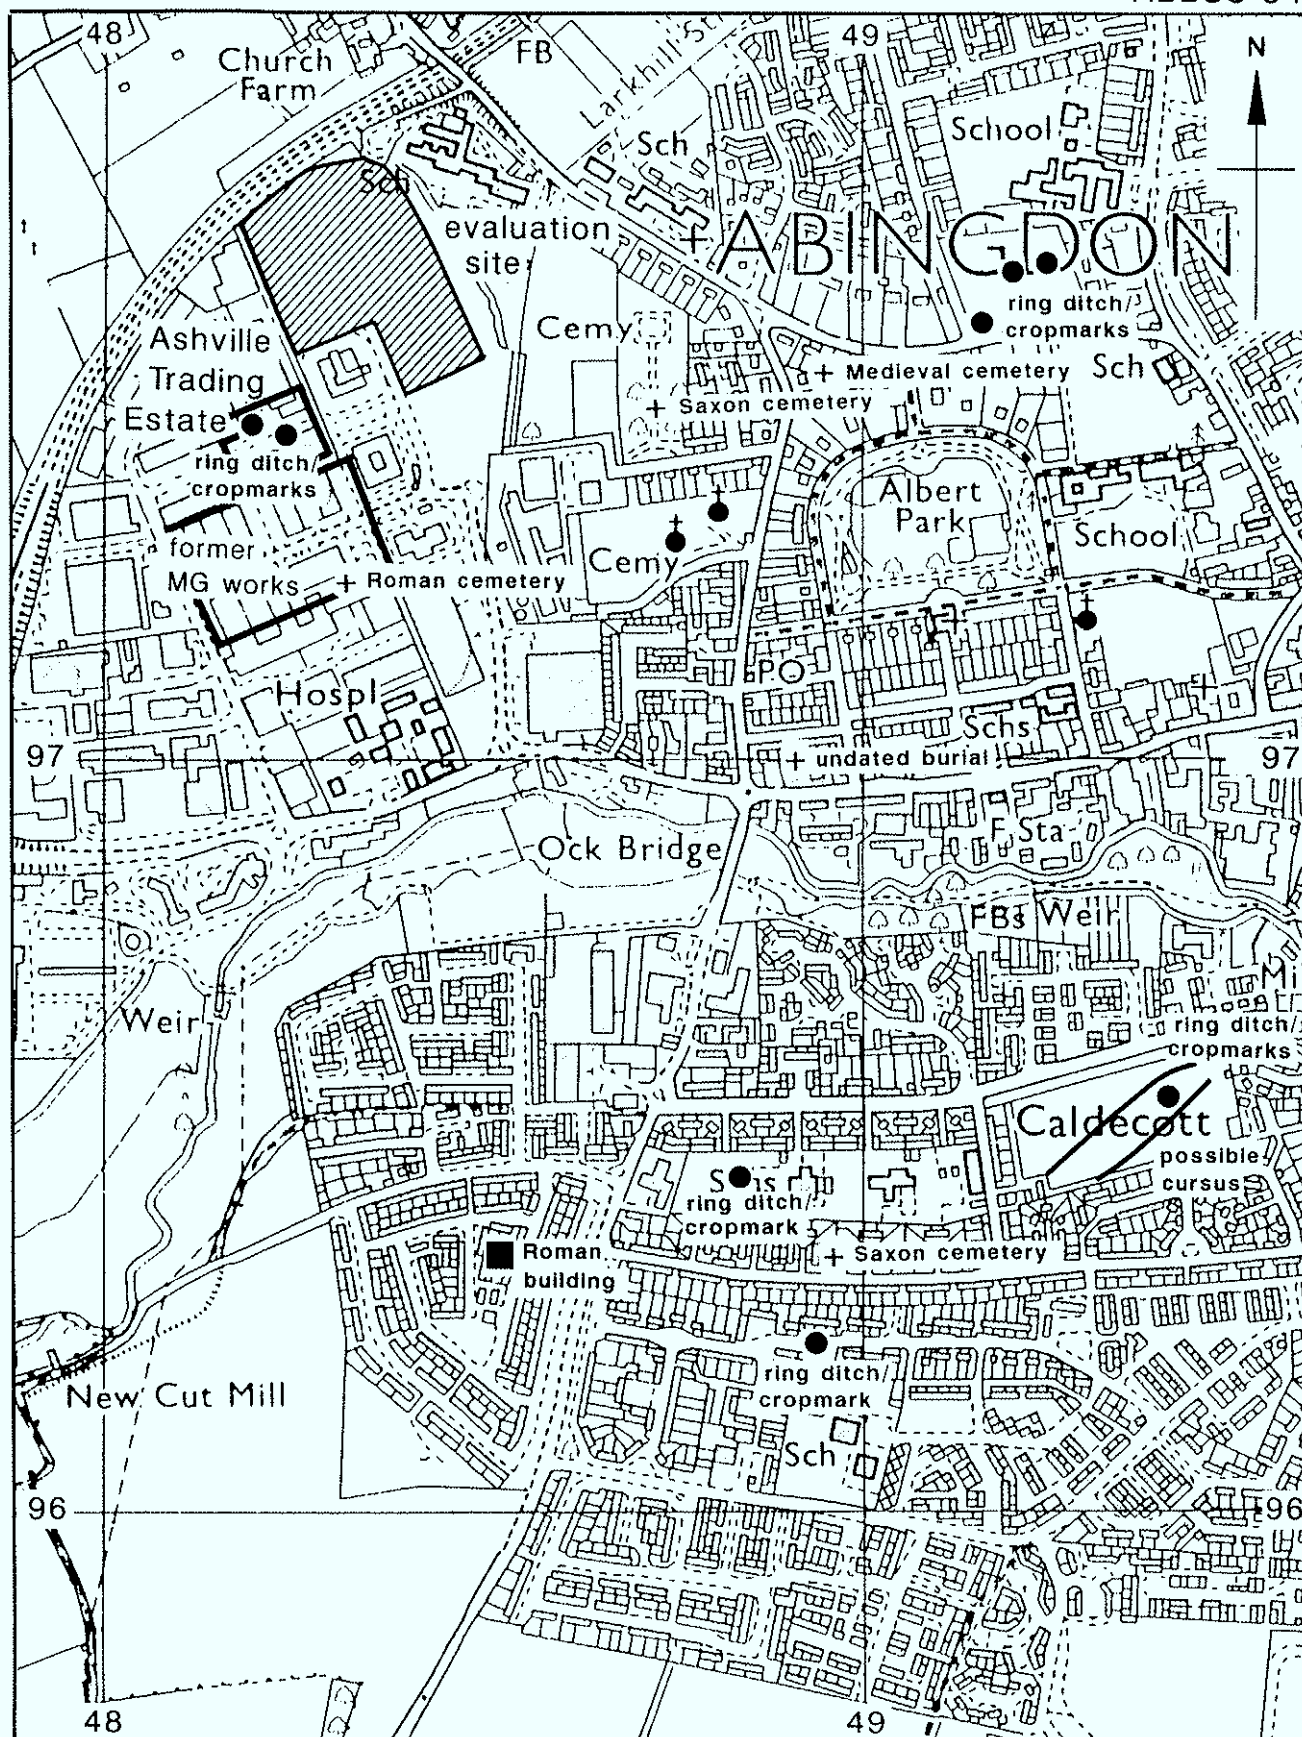 48
49
N
Church
Farm
FB
Larkhill
Sch
School
Sch
evaluation
site
ABINGDON
ring ditch/
cropmarks
Ashville
Trading
Estate
Cemy
+ Medieval cemetery
Sch
+ Saxon cemetery
ring ditch/
cropmarks
Albert
Park
School
former
MG works
+ Roman cemetery
Cemy
Hospl
PO
Schs
97
+ undated burial
97
Ock Bridge
F Sta
FBs
Weir
Mi
Weir
ring ditch/
cropmarks
Caldecott
possible
cursus
ring ditch/
cropmark
Roman
building
+ Saxon cemetery
New Cut Mill
ring ditch/
cropmark
Sch
96
96
48
49